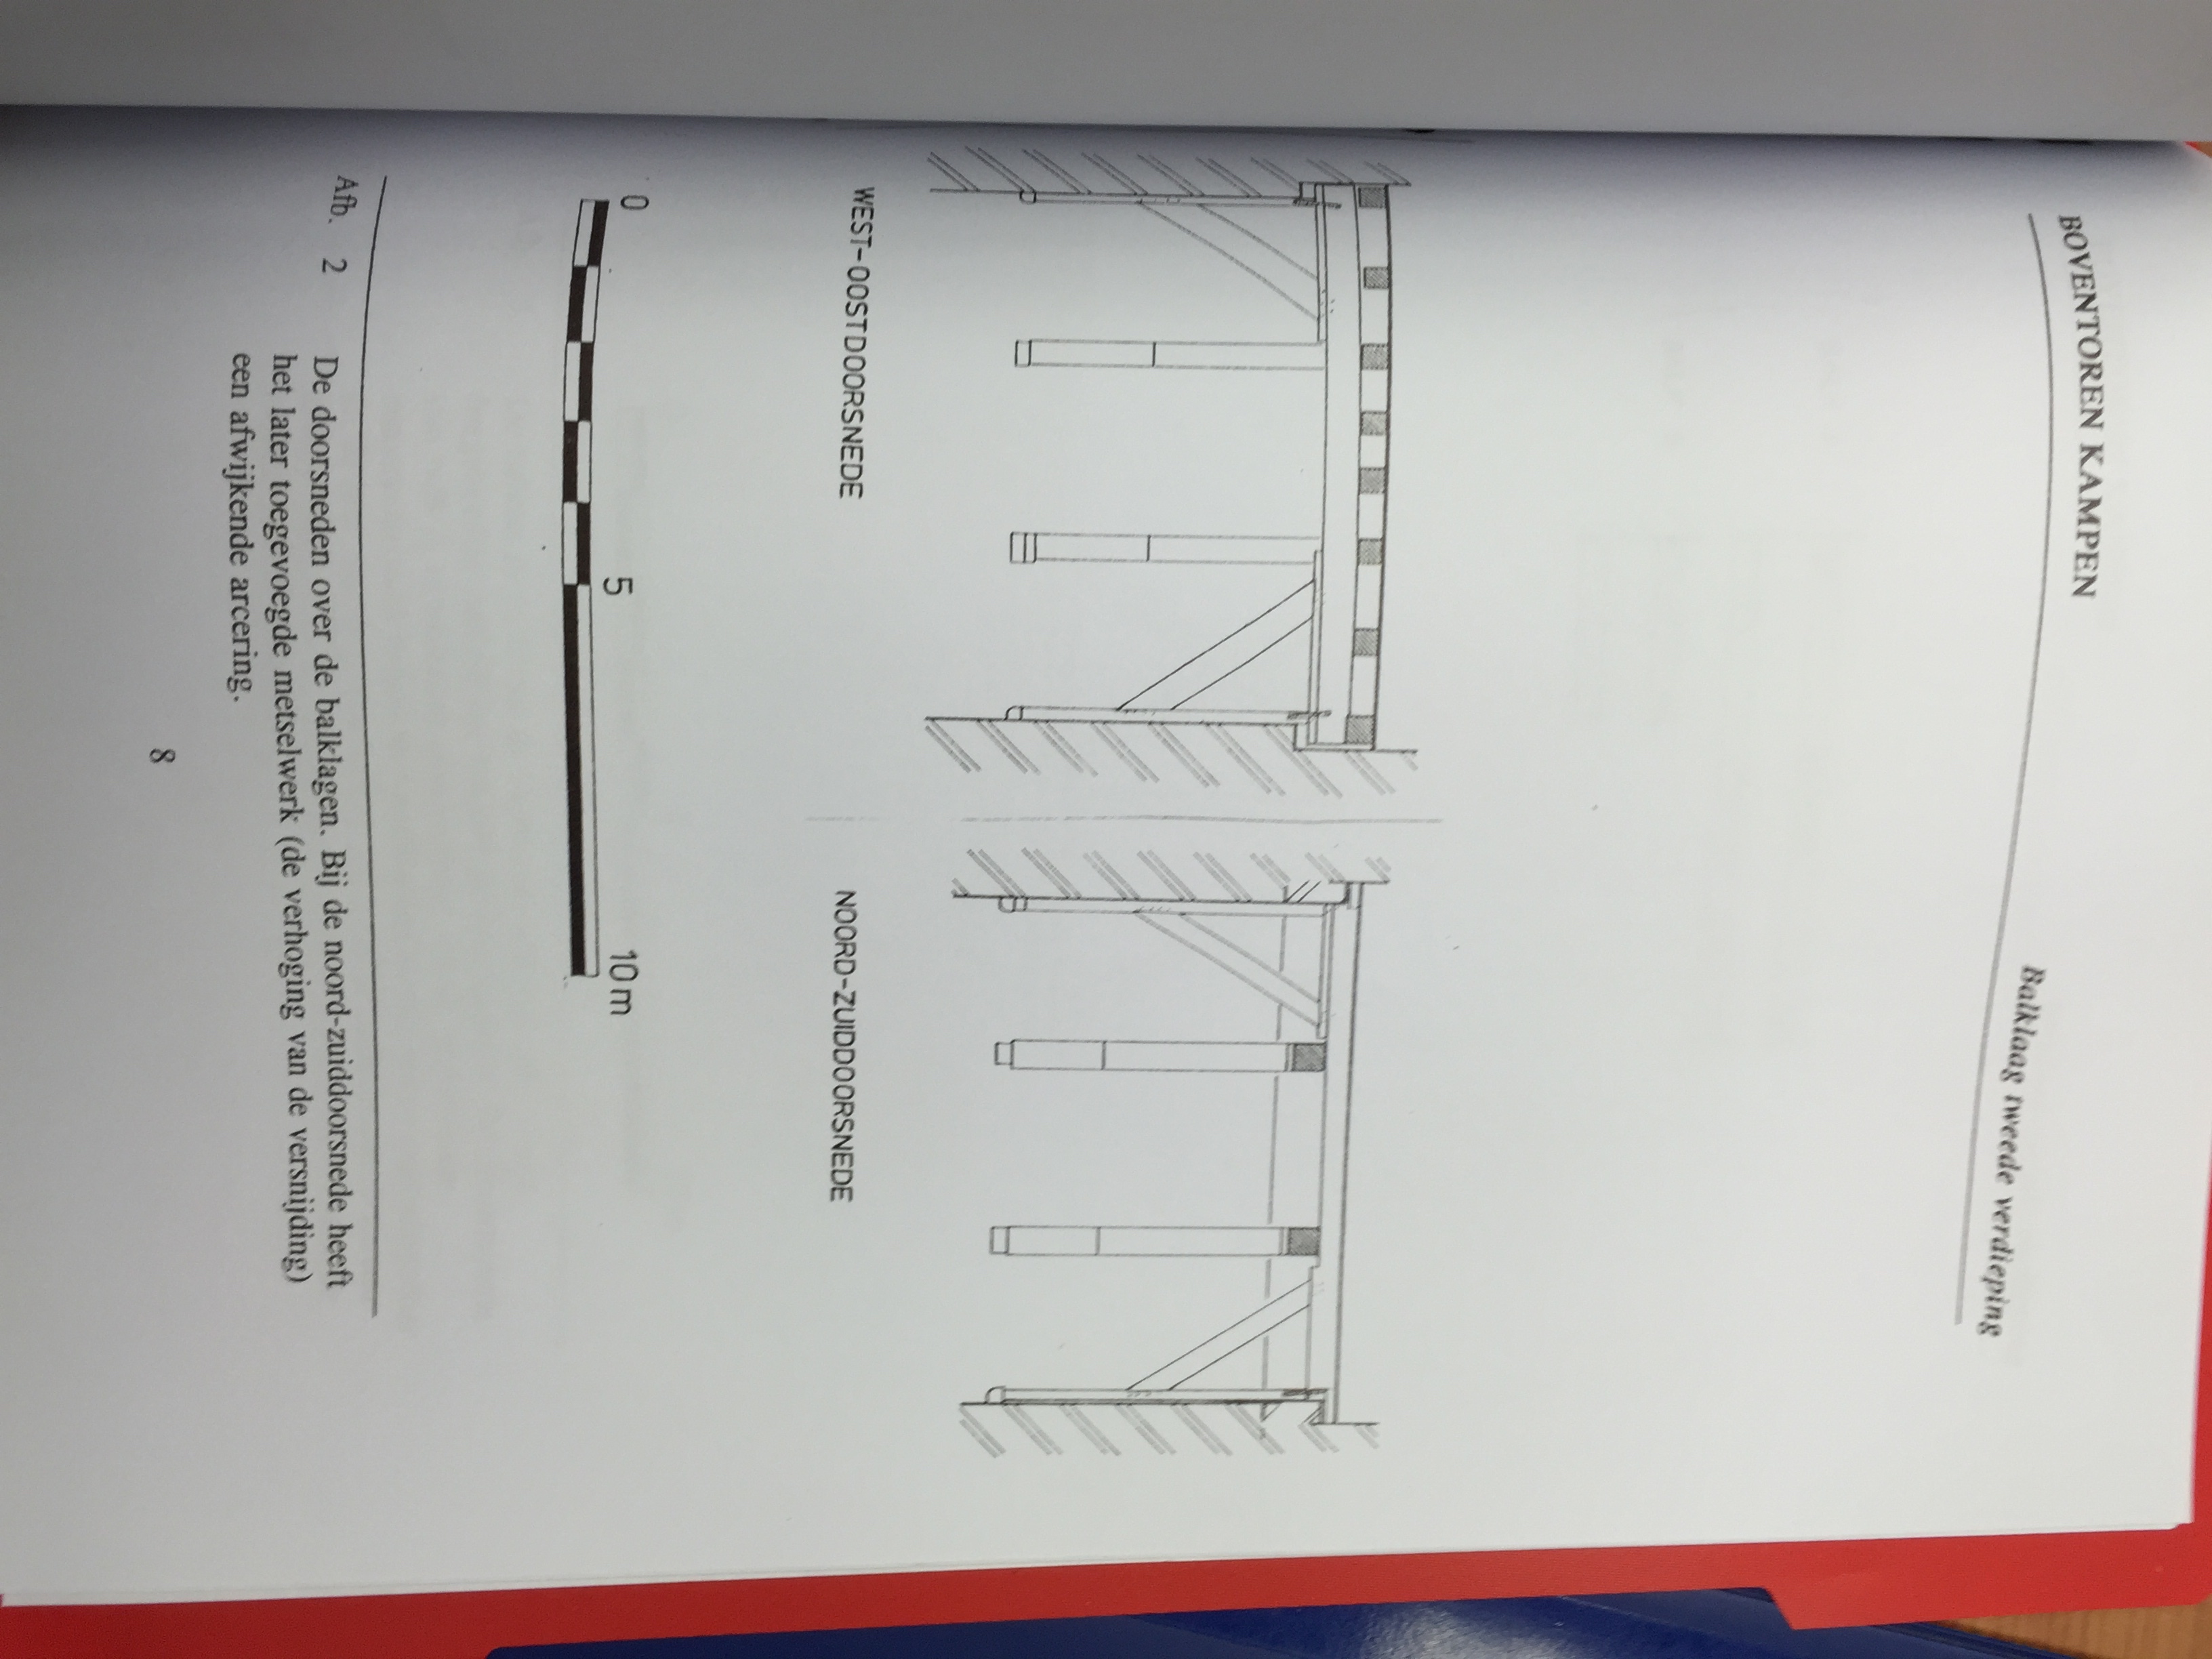 BOVENTOREN KAMPEN
Balklaag tweede verdieping
WEST-OOSTDOORSNEDE
NOORD-ZUIDDOORSNEDE
0 5 10 m
Afb. 2 De doorsneden over de balklagen. Bij de noord-zuiddoorsnede heeft
het later toegevoegde metselwerk (de verhoging van de versnijding)
een afwijkende arcering.
8